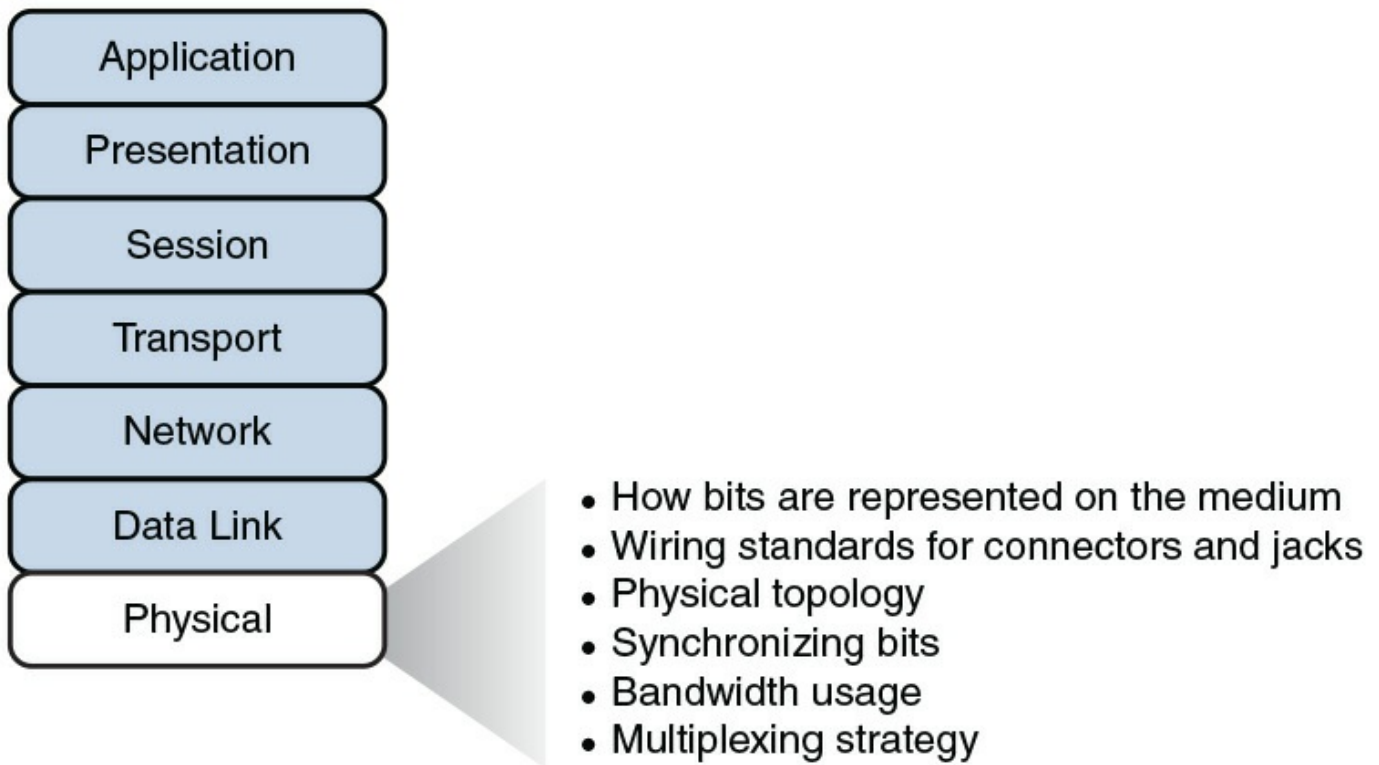 Application
Presentation
Session
Transport
Network
Data Link
Physical
• How bits are represented on the medium
• Wiring standards for connectors and jacks
• Physical topology
• Synchronizing bits
• Bandwidth usage
• Multiplexing strategy